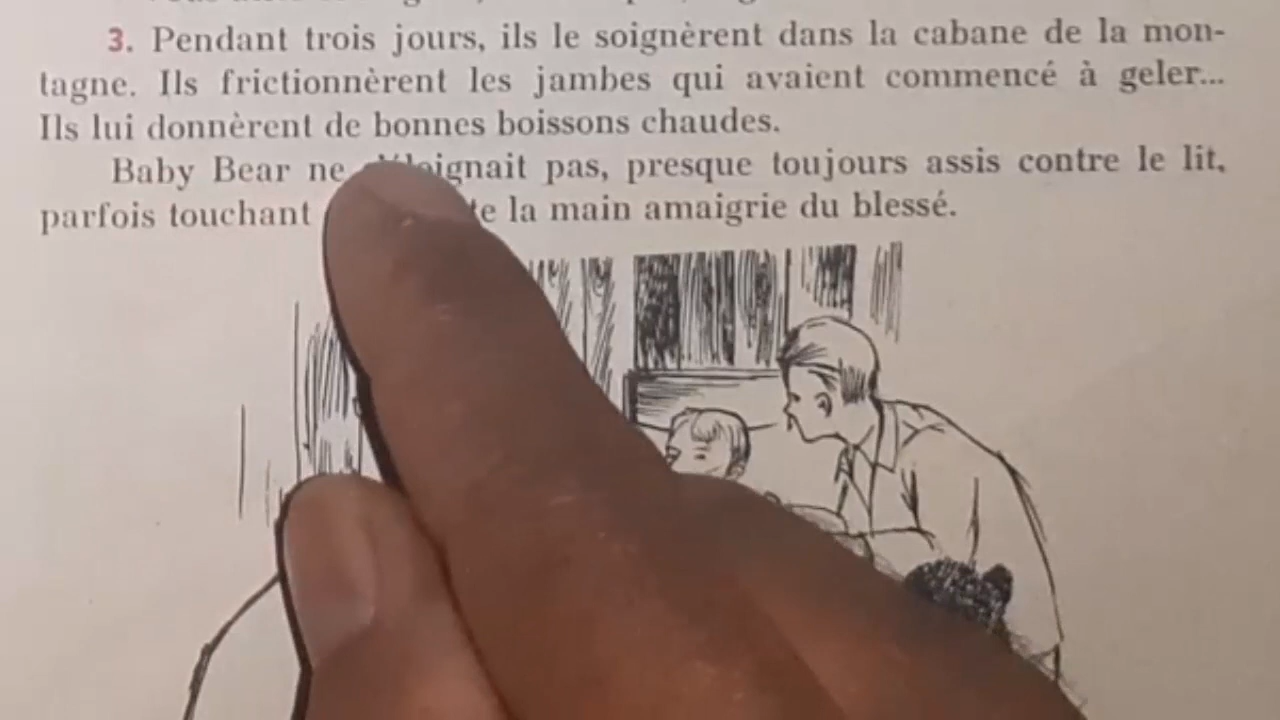 3. Pendant trois jours, ils le soignèrent dans la cabane de la mon-
tagne. Ils frictionnèrent les jambes qui avaient commencé à geler...
Ils lui donnèrent de bonnes boissons chaudes.
Baby Bear ne pas, presque toujours assis contre le lit,
parfois touchant la main amaigrie du blessé.